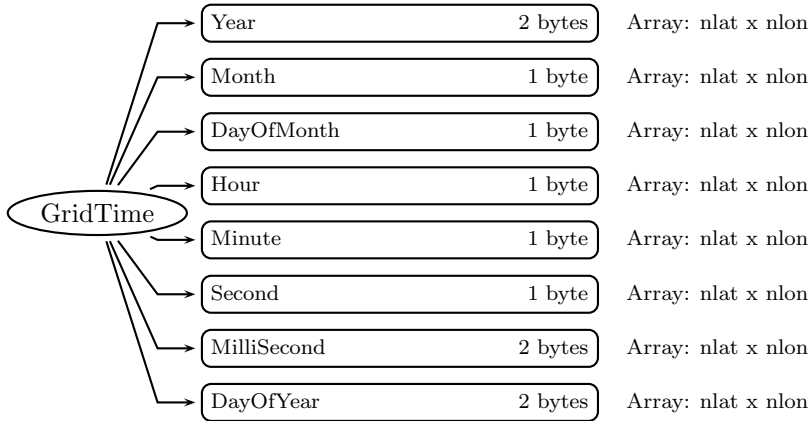 Year 2 bytes Array: nlat x nlon
Month 1 byte Array: nlat x nlon
DayOfMonth 1 byte Array: nlat x nlon
Hour 1 byte Array: nlat x nlon
GridTime
Minute 1 byte Array: nlat x nlon
Second 1 byte Array: nlat x nlon
MilliSecond 2 bytes Array: nlat x nlon
DayOfYear 2 bytes Array: nlat x nlon